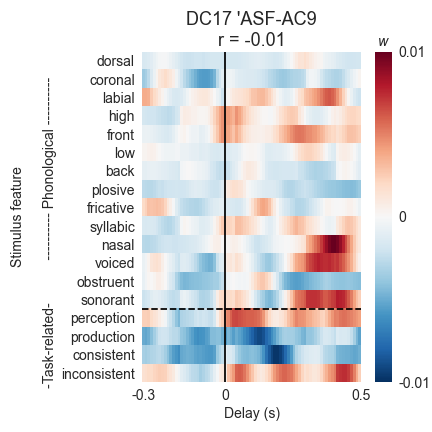 DC17 'ASF-AC9
r = -0.01
w
dorsal
coronal
labial
high
front
low
back
plosive
fricative
syllabic
nasal
voiced
obstruent
sonorant
perception
production
consistent
inconsistent
Stimulus feature
-Task-related- ---------- Phonological ----------
0.01
0
-0.01
-0.3 0 0.5
Delay (s)